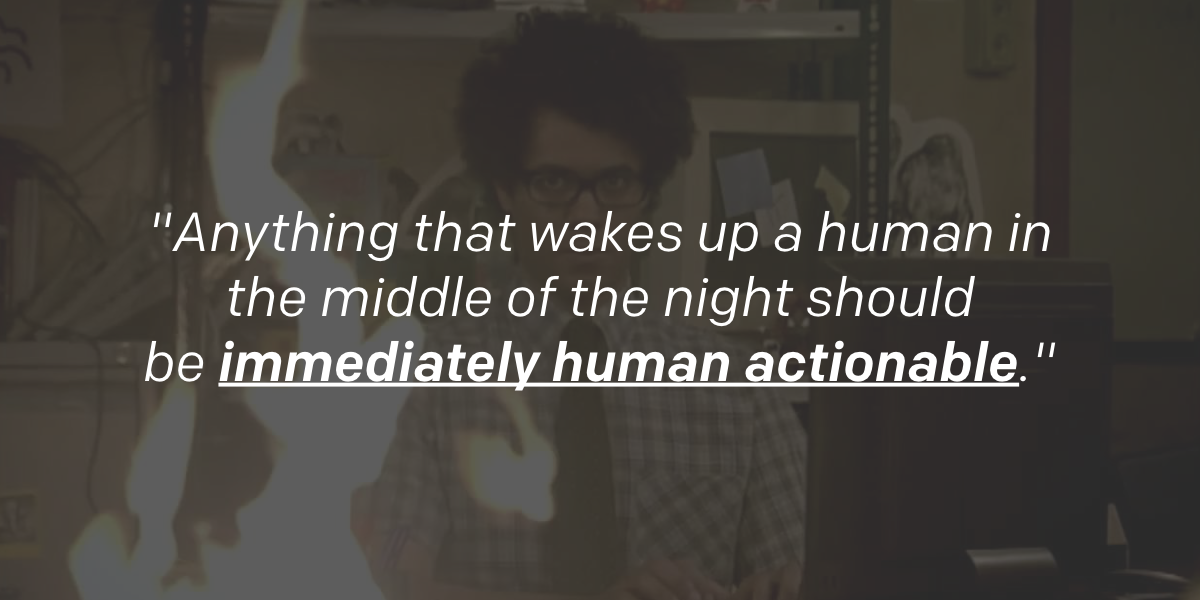 "Anything that wakes up a human in
the middle of the night should
be immediately human actionable."